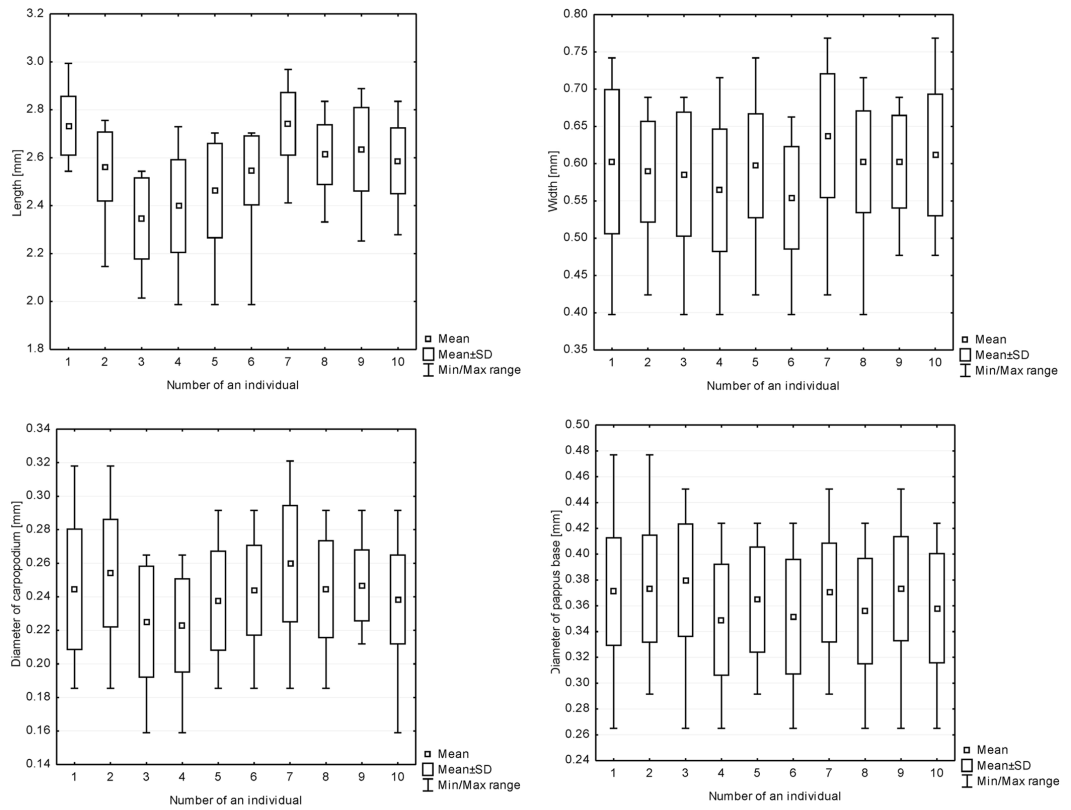 3.2
3.0
2.8
2.6
2.4
2.2
2.0
1.8
Length [mm]
1 2 3 4 5 6 7 8 9 10
Number of an individual
Mean
Mean±SD
Min/Max range
0.80
0.75
0.70
0.65
0.60
0.55
0.50
0.45
0.40
0.35
Width [mm]
1 2 3 4 5 6 7 8 9 10
Number of an individual
Mean
Mean±SD
Min/Max range
0.34
0.32
0.30
0.28
0.26
0.24
0.22
0.20
0.18
0.16
0.14
Diameter of carpopodium [mm]
1 2 3 4 5 6 7 8 9 10
Number of an individual
Mean
Mean±SD
Min/Max range
0.50
0.48
0.46
0.44
0.42
0.40
0.38
0.36
0.34
0.32
0.30
0.28
0.26
0.24
Diameter of pappus base [mm]
1 2 3 4 5 6 7 8 9 10
Number of an individual
Mean
Mean±SD
Min/Max range